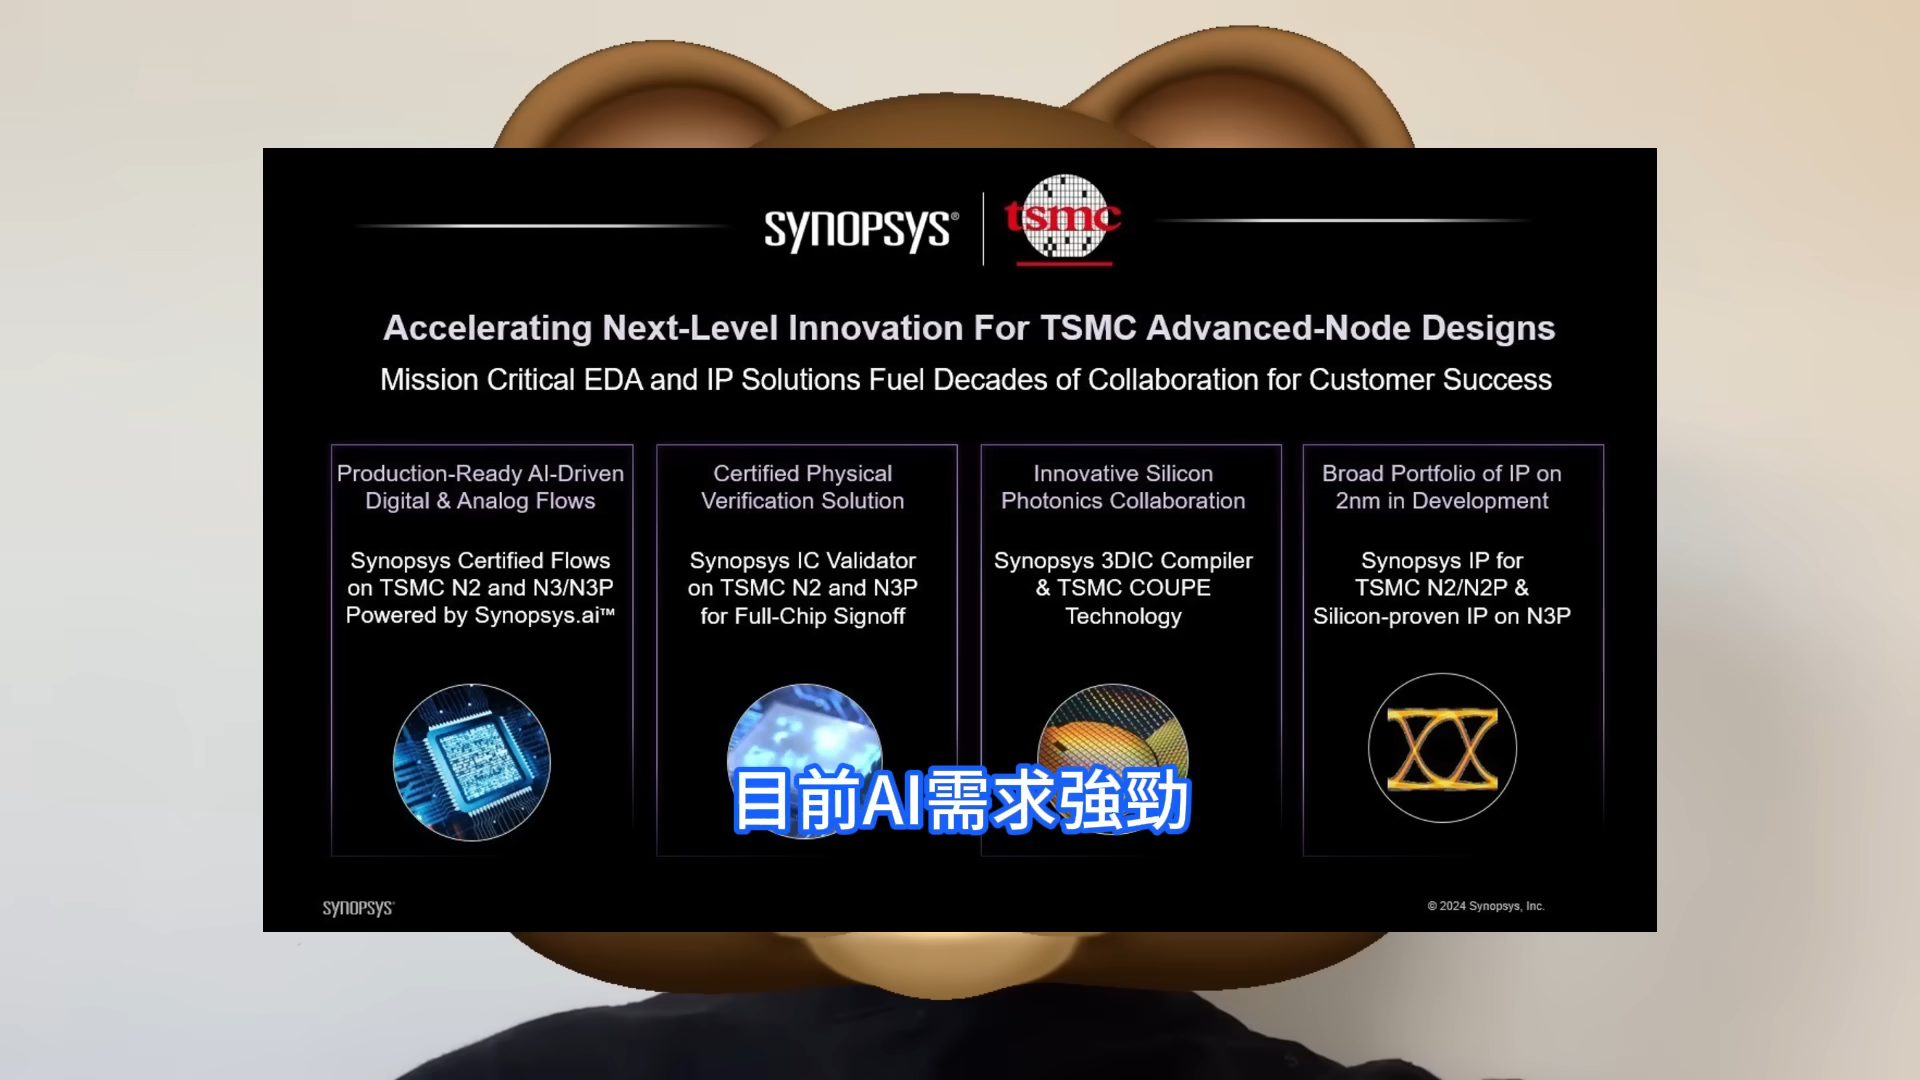 SYNOPSYS®
tsmc
Accelerating Next-Level Innovation For TSMC Advanced-Node Designs
Mission Critical EDA and IP Solutions Fuel Decades of Collaboration for Customer Success
Production-Ready AI-Driven
Digital & Analog Flows
Synopsys Certified Flows
on TSMC N2 and N3/N3P
Powered by Synopsys.ai™
Certified Physical
Verification Solution
Synopsys IC Validator
on TSMC N2 and N3P
for Full-Chip Signoff
Innovative Silicon
Photonics Collaboration
Synopsys 3DIC Compiler
& TSMC COUPE
Technology
Broad Portfolio of IP on
2nm in Development
Synopsys IP for
TSMC N2/N2P &
Silicon-proven IP on N3P
目前AI需求強勁
SYNOPSYS®
© 2024 Synopsys, Inc.